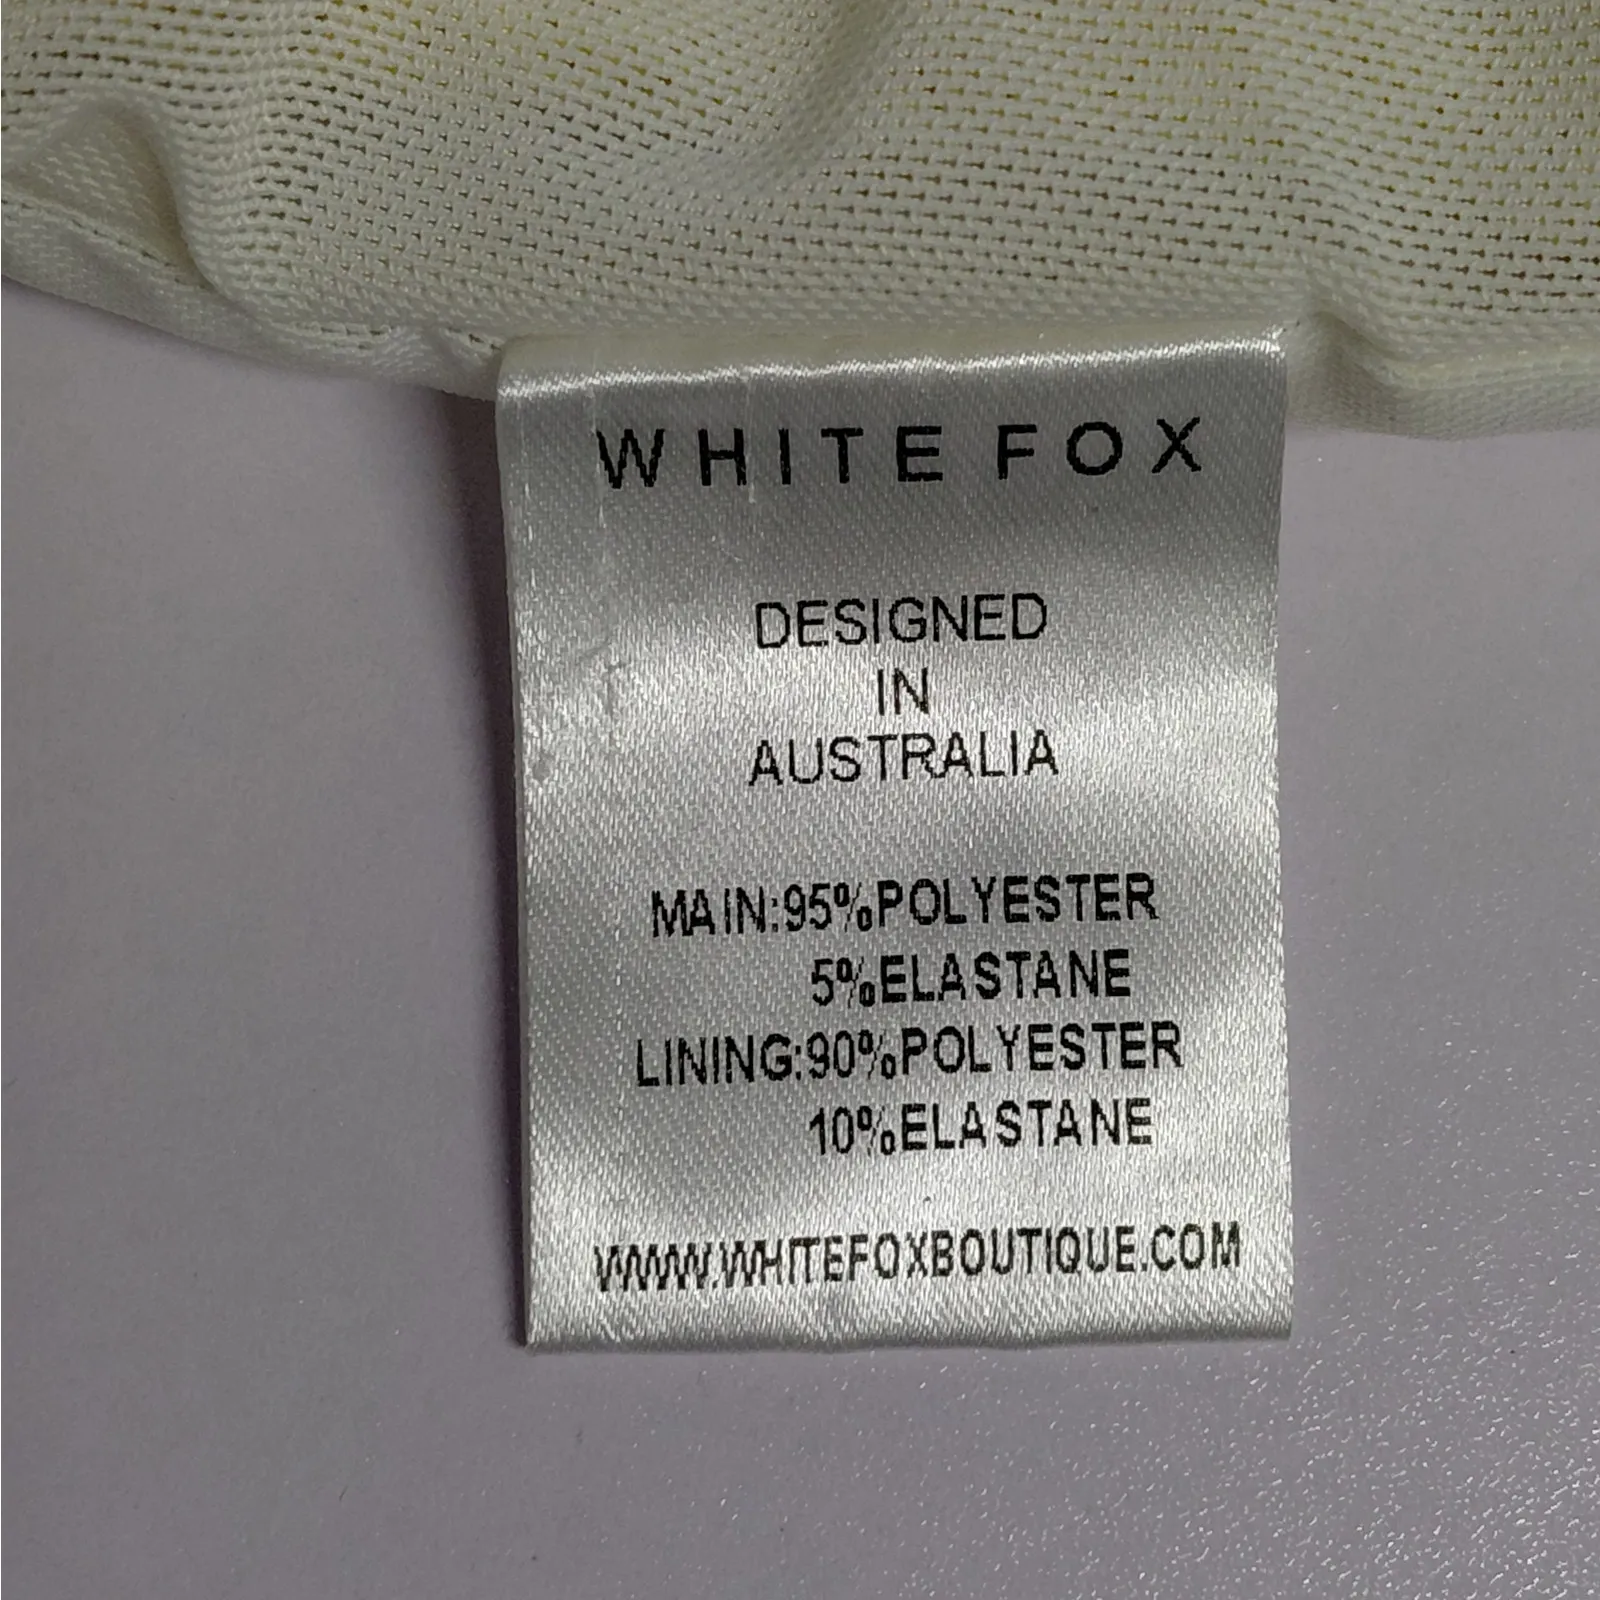 WHITE FOX
DESIGNED
IN
AUSTRALIA
MAIN:95%POLYESTER
5%ELASTANE
LINING:90%POLYESTER
10%ELASTANE
WWW.WHITEFOXBOUTIQUE.COM